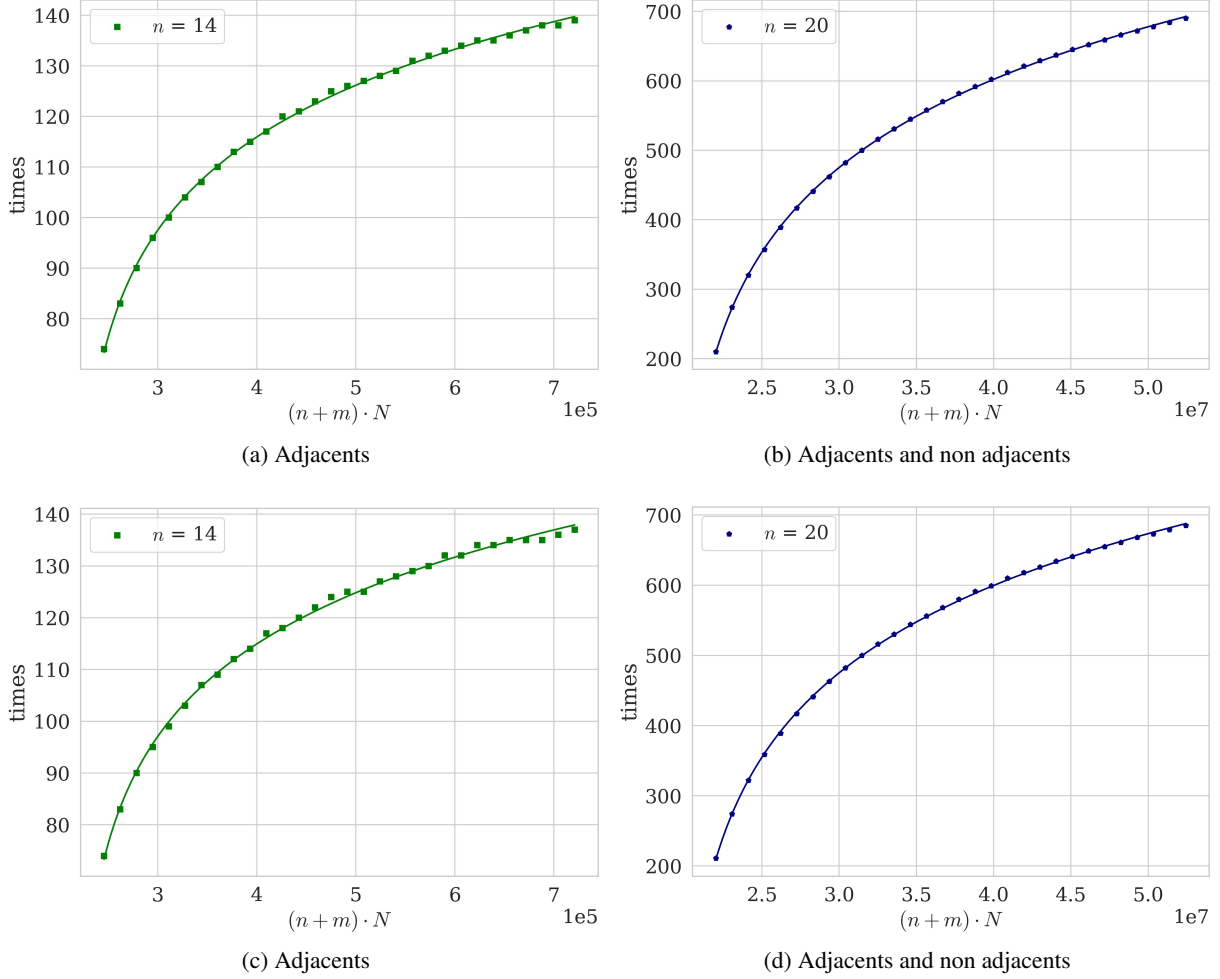 140
130
120
110
100
90
80
times
n = 14
3 4 5 6 7
1e5
(n + m) · N
(a) Adjacents
700
600
500
400
300
200
times
n = 20
2.5 3.0 3.5 4.0 4.5 5.0
1e7
(n + m) · N
(b) Adjacents and non adjacents
140
130
120
110
100
90
80
times
n = 14
3 4 5 6 7
1e5
(n + m) · N
(c) Adjacents
700
600
500
400
300
200
times
n = 20
2.5 3.0 3.5 4.0 4.5 5.0
1e7
(n + m) · N
(d) Adjacents and non adjacents